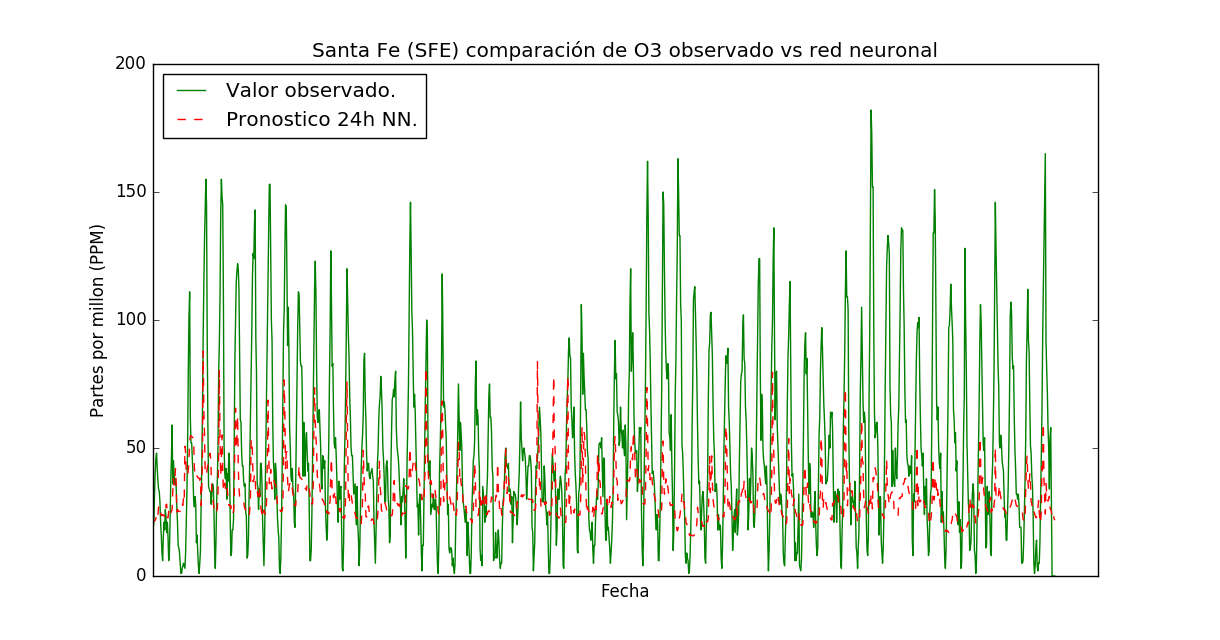 Santa Fe (SFE) comparación de O3 observado vs red neuronal
Valor observado.
Pronostico 24h NN.
Partes por millon (PPM)
200
150
100
50
0
Fecha